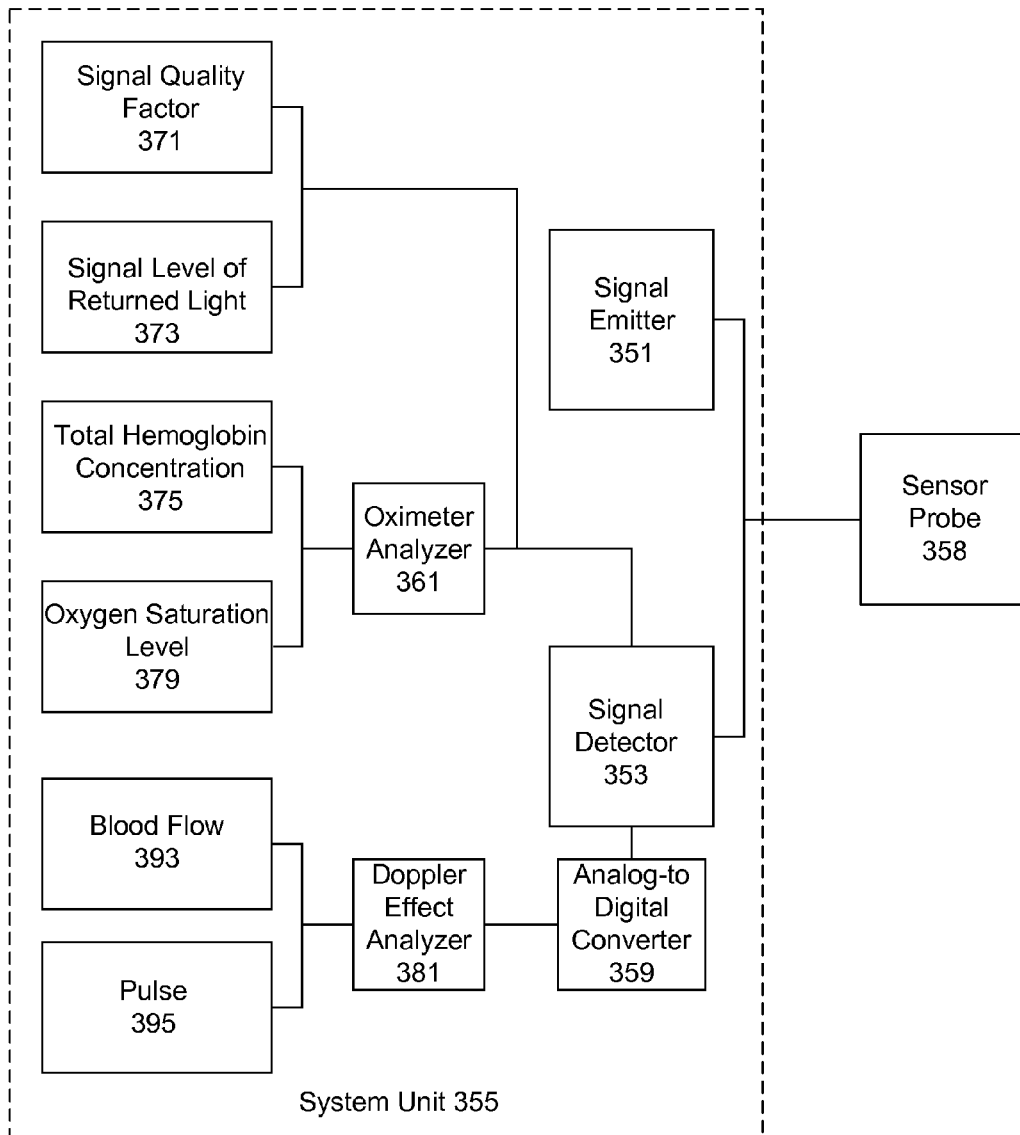 Signal Quality
Factor
371
Signal Level of
Returned Light
373
Total Hemoglobin
Concentration
375
Oxygen Saturation
Level
379
Blood Flow
393
Pulse
395
Oximeter
Analyzer
361
Doppler
Effect
Analyzer
381
Signal
Emitter
351
Signal
Detector
353
Analog-to
Digital
Converter
359
Sensor
Probe
358
System Unit 355